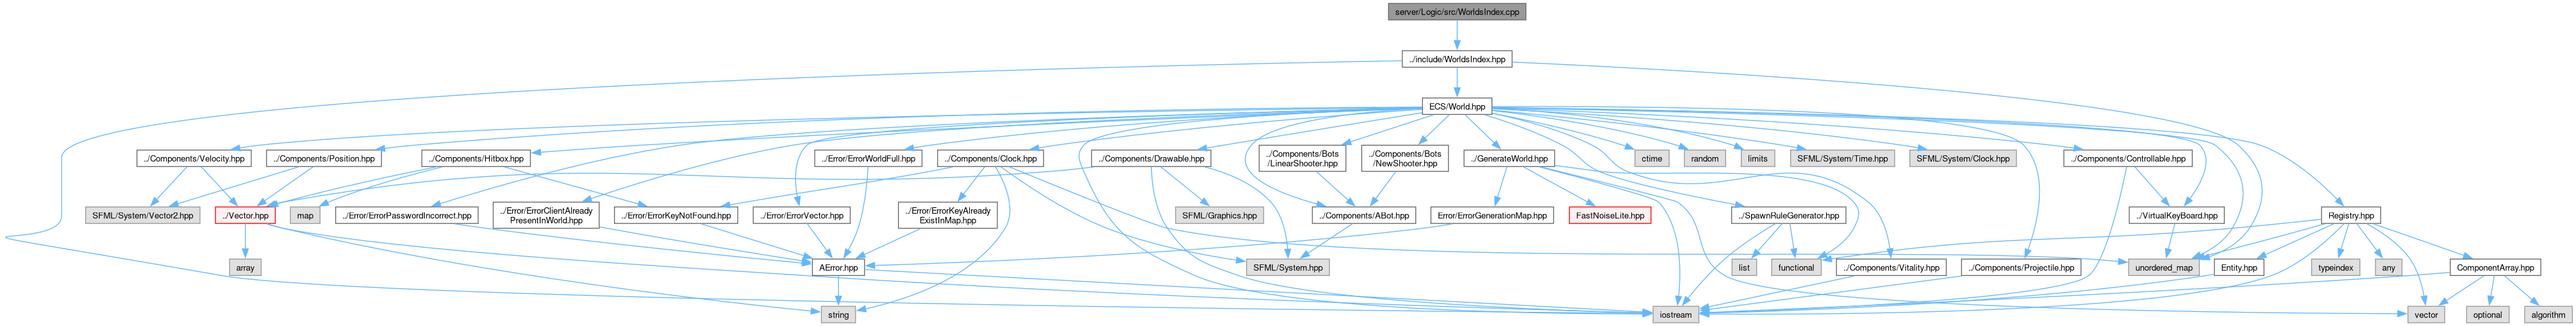 server/Logic/src/WorldsIndex.cpp
../include/WorldsIndex.hpp
ECS/World.hpp
../Components/Velocity.hpp
../Components/Position.hpp
../Components/Hitbox.hpp
../Error/ErrorWorldFull.hpp
../Components/Clock.hpp
../Components/Drawable.hpp
../Components/Bots
/LinearShooter.hpp
../Components/Bots
/NewShooter.hpp
../GenerateWorld.hpp
ctime
random
limits
SFML/System/Time.hpp
SFML/System/Clock.hpp
../Components/Controllable.hpp
SFML/System/Vector2.hpp
../Vector.hpp
map
../Error/ErrorPasswordIncorrect.hpp
../Error/ErrorClientAlready
PresentInWorld.hpp
../Error/ErrorKeyNotFound.hpp
../Error/ErrorVector.hpp
../Error/ErrorKeyAlready
ExistInMap.hpp
SFML/Graphics.hpp
../Components/ABot.hpp
Error/ErrorGenerationMap.hpp
FastNoiseLite.hpp
../SpawnRuleGenerator.hpp
../VirtualKeyBoard.hpp
Registry.hpp
array
AError.hpp
SFML/System.hpp
list
functional
../Components/Vitality.hpp
../Components/Projectile.hpp
unordered_map
Entity.hpp
typeindex
any
ComponentArray.hpp
string
iostream
vector
optional
algorithm